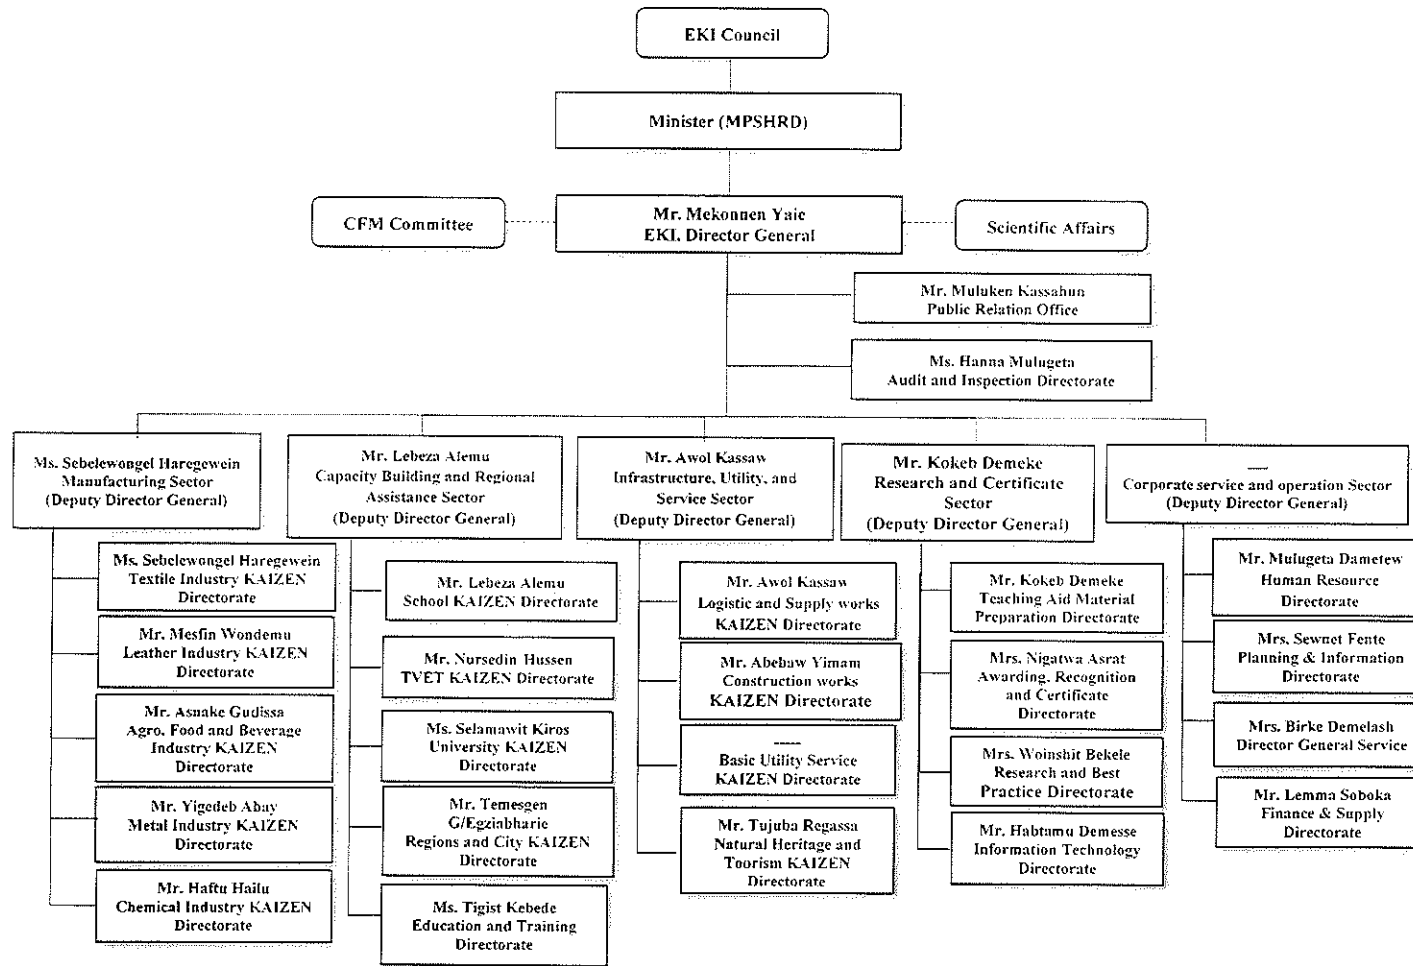 EKI Council
Minister (MPSHRD)
CFM Committee
Mr. Mekonnen Yaie
EKI. Director General
Scientific Affairs
Mr. Muluken Kassahun
Public Relation Office
Ms. Hanna Mulugeta
Audit and Inspection Directorate
Ms. Sebelewongel Haregewein
Manufacturing Sector
(Deputy Director General)
Mr. Lebeza Alemu
Capacity Building and Regional
Assistance Sector
(Deputy Director General)
Mr. Awol Kassaw
Infrastructure, Utility, and
Service Sector
(Deputy Director General)
Mr. Kokeb Demeke
Research and Certificate
Sector
(Deputy Director General)
Corporate service and operation Sector
(Deputy Director General)
Ms. Sebelewongel Haregewein
Textile Industry KAIZEN
Directorate
Mr. Mesfin Wondemu
Leather Industry KAIZEN
Directorate
Mr. Asnake Gudissa
Agro, Food and Beverage
Industry KAIZEN
Directorate
Mr. Yigedeb Abay
Metal Industry KAIZEN
Directorate
Mr. Haftu Hailu
Chemical Industry KAIZEN
Directorate
Mr. Lebeza Alemu
School KAIZEN Directorate
Mr. Nursedin Hussen
TVET KAIZEN Directorate
Ms. Selamawit Kiros
University KAIZEN
Directorate
Mr. Temesgen
G/Egziabharie
Regions and City KAIZEN
Directorate
Ms. Tigist Kebede
Education and Training
Directorate
Mr. Awol Kassaw
Logistic and Supply works
KAIZEN Directorate
Mr. Abebaw Yimam
Construction works
KAIZEN Directorate
Basic Utility Service
KAIZEN Directorate
Mr. Tujuba Regassa
Natural Heritage and
Toorism KAIZEN
Directorate
Mr. Kokeb Demeke
Teaching Aid Material
Preparation Directorate
Mrs. Nigatwa Asrat
Awarding, Recognition
and Certificate
Directorate
Mrs. Woinshit Bekele
Research and Best
Practice Directorate
Mr. Habtamu Demesse
Information Technology
Directorate
Mr. Mulugeta Dametew
Human Resource
Directorate
Mrs. Sewnet Fente
Planning & Information
Directorate
Mrs. Birke Demelash
Director General Service
Mr. Lemma Soboka
Finance & Supply
Directorate